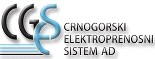 CGES
CRNOGORSKI
ELEKTROPRENOSNI
SISTEM AD